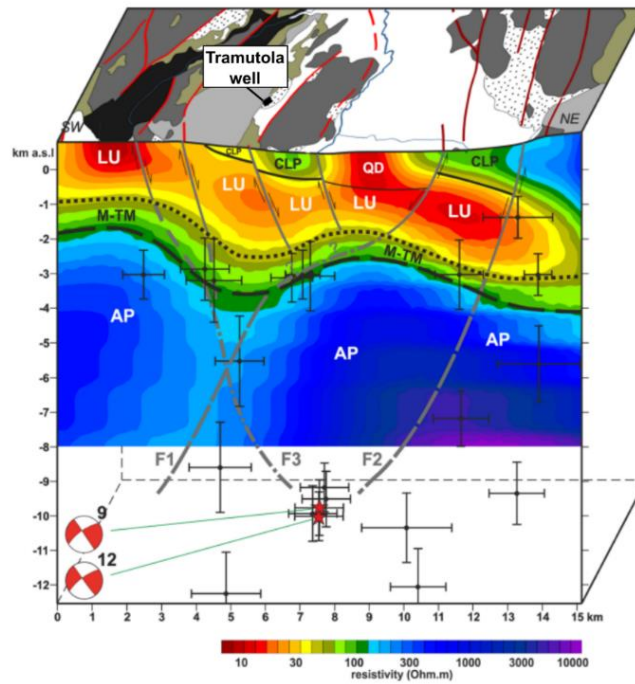 Tramutola
well
SW
NE
km a.s.l
0
-1
-2
-3
-4
-5
-6
-7
-8
-9
-10
-11
-12
LU
CLP
CLP
QD
CLP
LU
LU
LU
LU
M-TM
M-TM
AP
AP
AP
F1
F3
F2
9
12
0 1 2 3 4 5 6 7 8 9 10 11 12 13 14 15 km
10 30 100 300 1000 3000 10000
resistivity (Ohm.m)